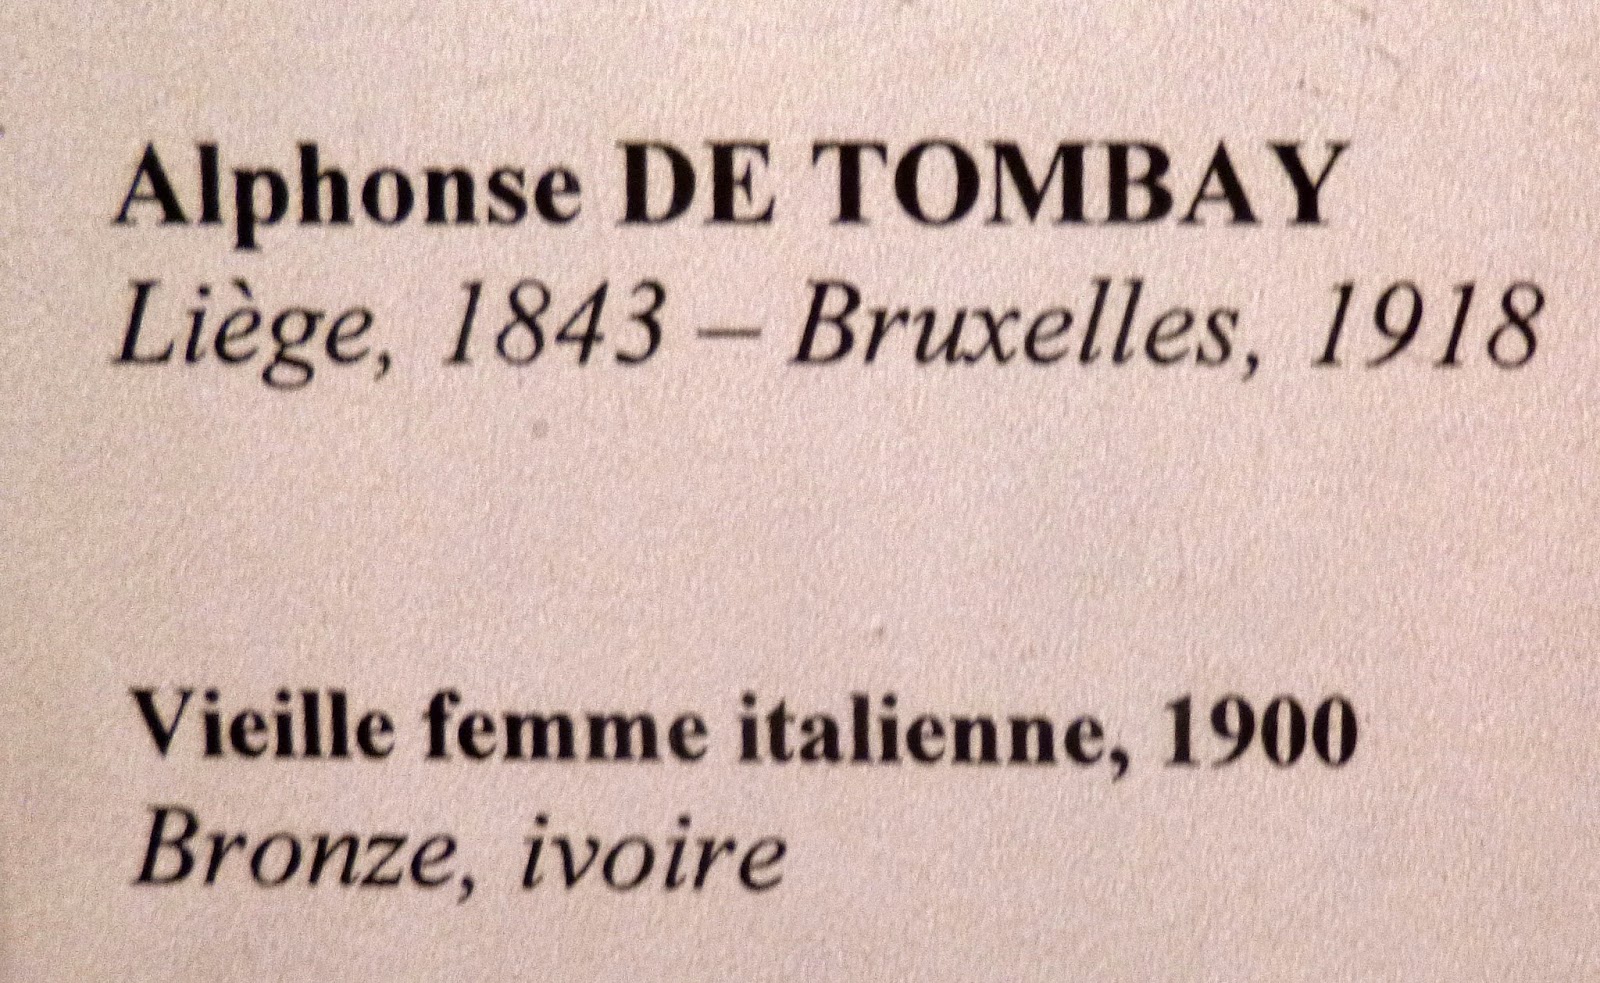 Alphonse DE TOMBAY
Liège, 1843 – Bruxelles, 1918
Vieille femme italienne, 1900
Bronze, ivoire